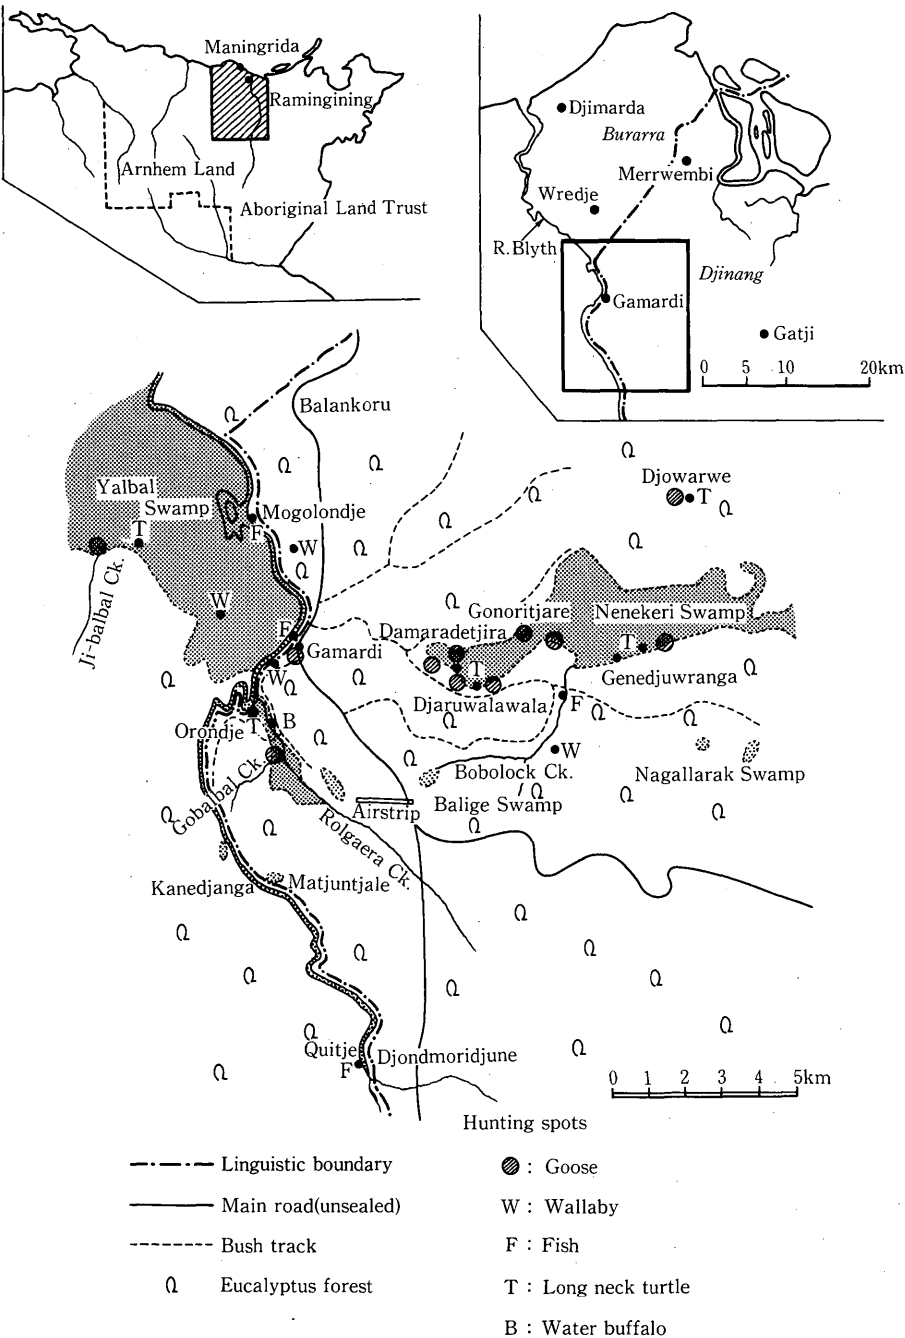 Maningrida
Ramingining
Arnhem Land
Aboriginal Land Trust
Djimarda
Burarra
Merrwembi
Wredje
R.Blyth
Djinang
Gamardi
Gatji
0 5 10 20km
Balankoru
Yalbal
Swamp
Mogolondje
F
T
W
W
Ji-balbal Ck.
F
Gamardi
W
Orondje
T
B
Gobalbal Ck.
Airstrip
Rolgaera Ck.
Kanedjanga
Matjuntjale
Quitje
F
Djondmoridjune
Djowarwe
T
Gonoritjare
Nenekeri Swamp
Damaradetjira
T
T
Genedjuwranga
Djaruwalawala
F
W
Bobolock Ck.
Nagallarak Swamp
Balige Swamp
0 1 2 3 4 5km
Hunting spots
Linguistic boundary
Main road(unsealed)
Bush track
Eucalyptus forest
: Goose
W : Wallaby
F : Fish
T : Long neck turtle
B : Water buffalo